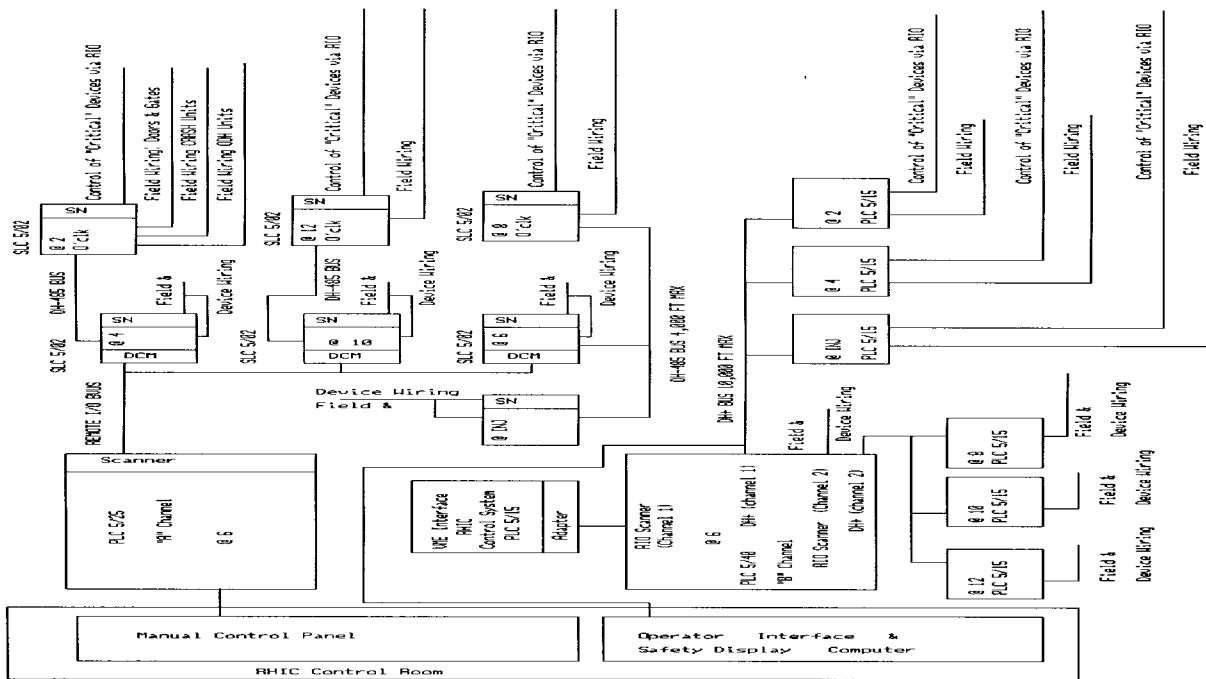 SLC 5/02
@ 2
O'clk
SN
Control of "Critical" Devices via RIO
Field Wiring; Doors & Gates
Field Wiring CRASH Units
Field Wiring ODH Units
DH-485 BUS
SLC 5/02
@ 4
SN
DCM
Field &
Device Wiring
SLC 5/02
@ 12
O'clk
SN
Control of "Critical" Devices via RIO
Field Wiring
DH-485 BUS
SLC 5/02
@ 10
SN
DCM
Field &
Device Wiring
SLC 5/02
@ 8
O'clk
SN
Control of "Critical" Devices via RIO
Field Wiring
SLC 5/02
@ 6
SN
DCM
Field &
Device Wiring
DH-485 BUS 4,000 FT MAX
REMOTE I/O BUUS
Device Wiring
Field &
@ INJ
SN
Scanner
PLC 5/25
"A" Channel
@ 6
VME Interface
RHIC
Control System
PLC 5/15
Adapter
DH+ BUS 10,000 FT MAX
@ 2
PLC 5/15
Control of "Critical" Devices via RIO
Field Wiring
@ 4
PLC 5/15
Control of "Critical" Devices via RIO
Field Wiring
@ INJ
PLC 5/15
Control of "Critical" Devices via RIO
Field Wiring
RIO Scanner
(Channel 1)
@ 6
PLC 5/40 DH+ (channel 1)
"B" Channel
RIO Scanner (Channel 2)
DH+ (channel 2)
Field &
Device Wiring
@ 8
PLC 5/15
Field &
Device Wiring
@ 10
PLC 5/15
Field &
Device Wiring
@ 12
PLC 5/15
Field &
Device Wiring
Manual Control Panel
Operator Interface &
Safety Display Computer
RHIC Control Room